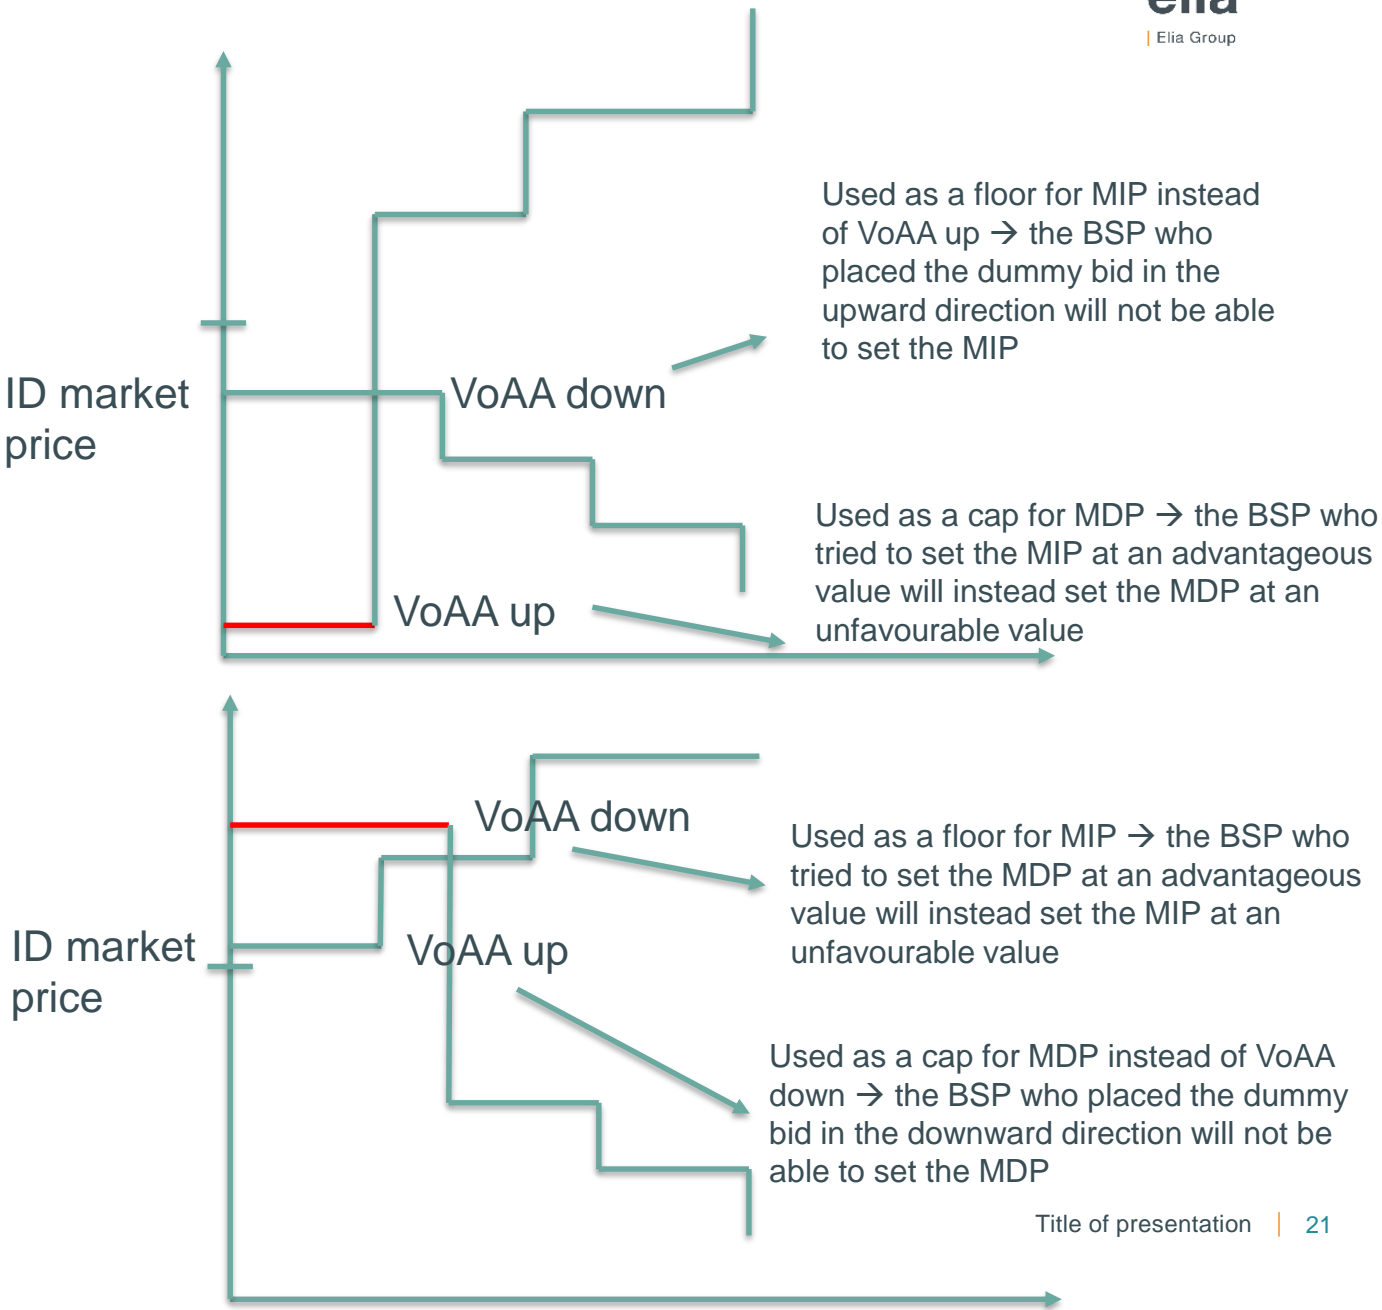 elia
| Elia Group
Used as a floor for MIP instead
of VoAA up → the BSP who
placed the dummy bid in the
upward direction will not be able
to set the MIP
ID market
price
VoAA down
Used as a cap for MDP → the BSP who
tried to set the MIP at an advantageous
value will instead set the MDP at an
unfavourable value
VoAA up
VoAA down
Used as a floor for MIP → the BSP who
tried to set the MDP at an advantageous
value will instead set the MIP at an
unfavourable value
ID market
price
VoAA up
Used as a cap for MDP instead of VoAA
down → the BSP who placed the dummy
bid in the downward direction will not be
able to set the MDP
Title of presentation | 21